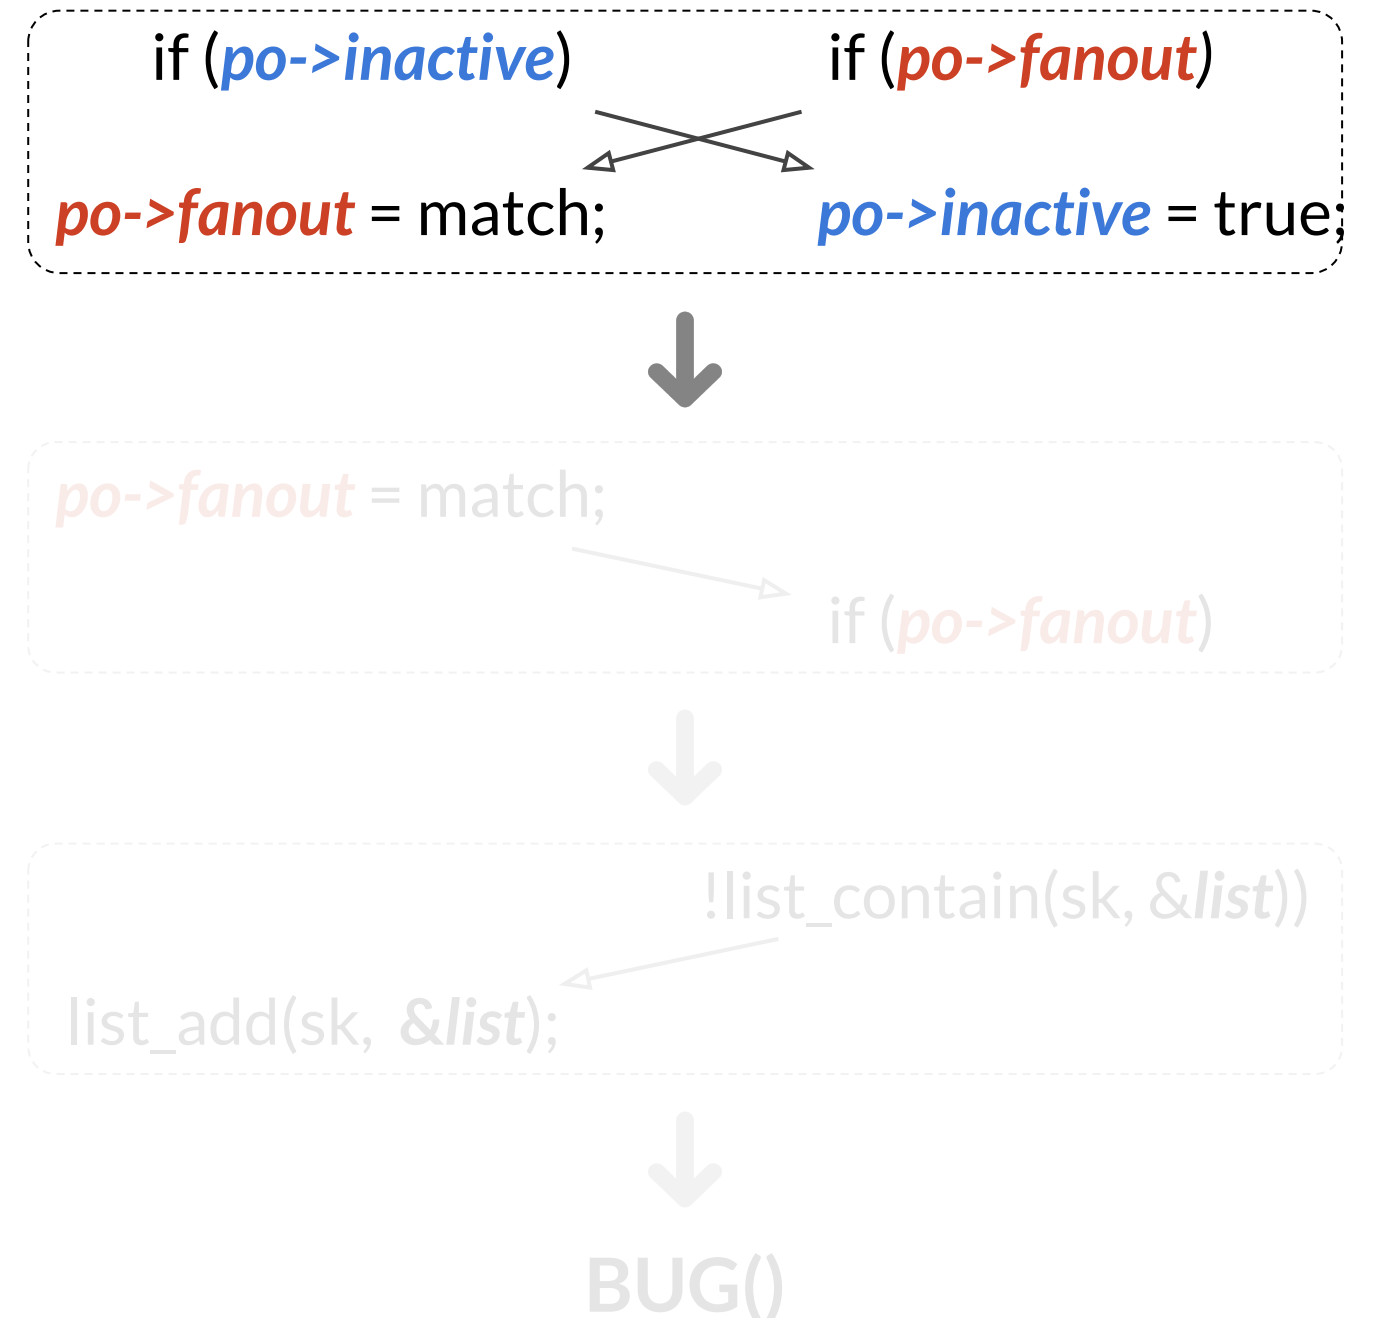 if (po->inactive) if (po->fanout)
po->fanout = match; po->inactive = true;
po->fanout = match;
if (po->fanout)
!list_contain(sk, &list))
list_add(sk, &list);
BUG()